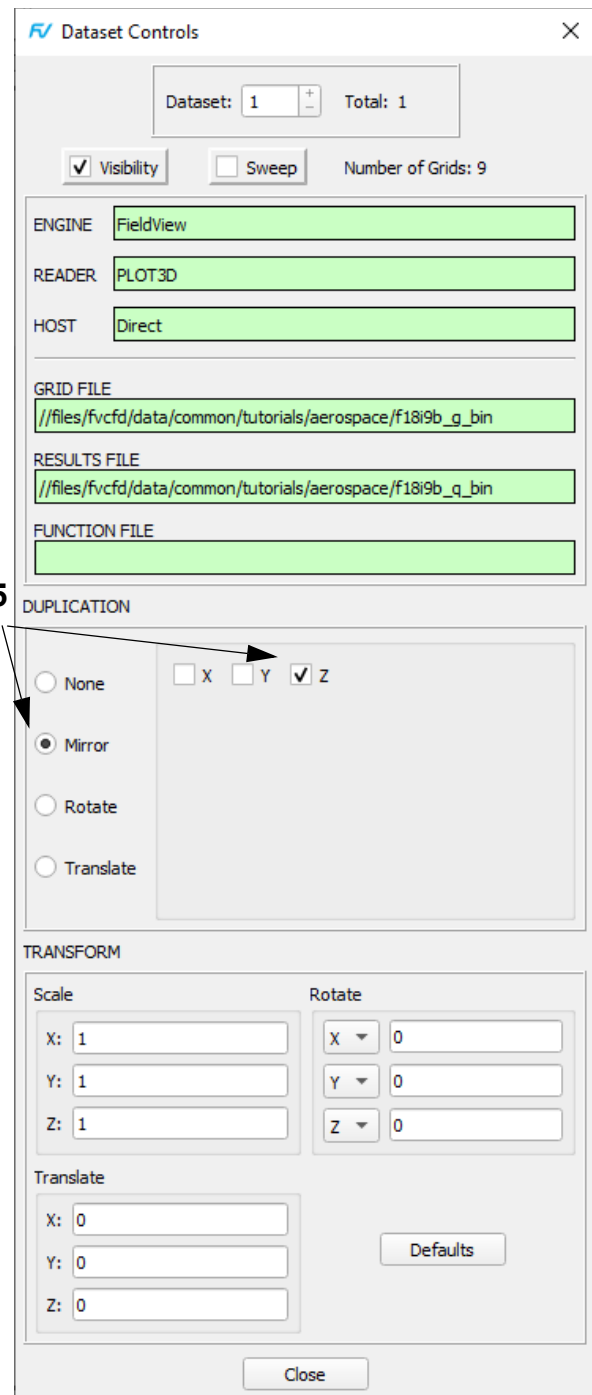 FV Dataset Controls
Dataset: 1 Total: 1
Visibility Sweep Number of Grids: 9
ENGINE FieldView
READER PLOT3D
HOST Direct
GRID FILE
//files/fvcfd/data/common/tutorials/aerospace/f18i9b_g_bin
RESULTS FILE
//files/fvcfd/data/common/tutorials/aerospace/f18i9b_q_bin
FUNCTION FILE
5
DUPLICATION
None X Y Z
Mirror
Rotate
Translate
TRANSFORM
Scale Rotate
X: 1 X 0
Y: 1 Y 0
Z: 1 Z 0
Translate
X: 0
Y: 0 Defaults
Z: 0
Close